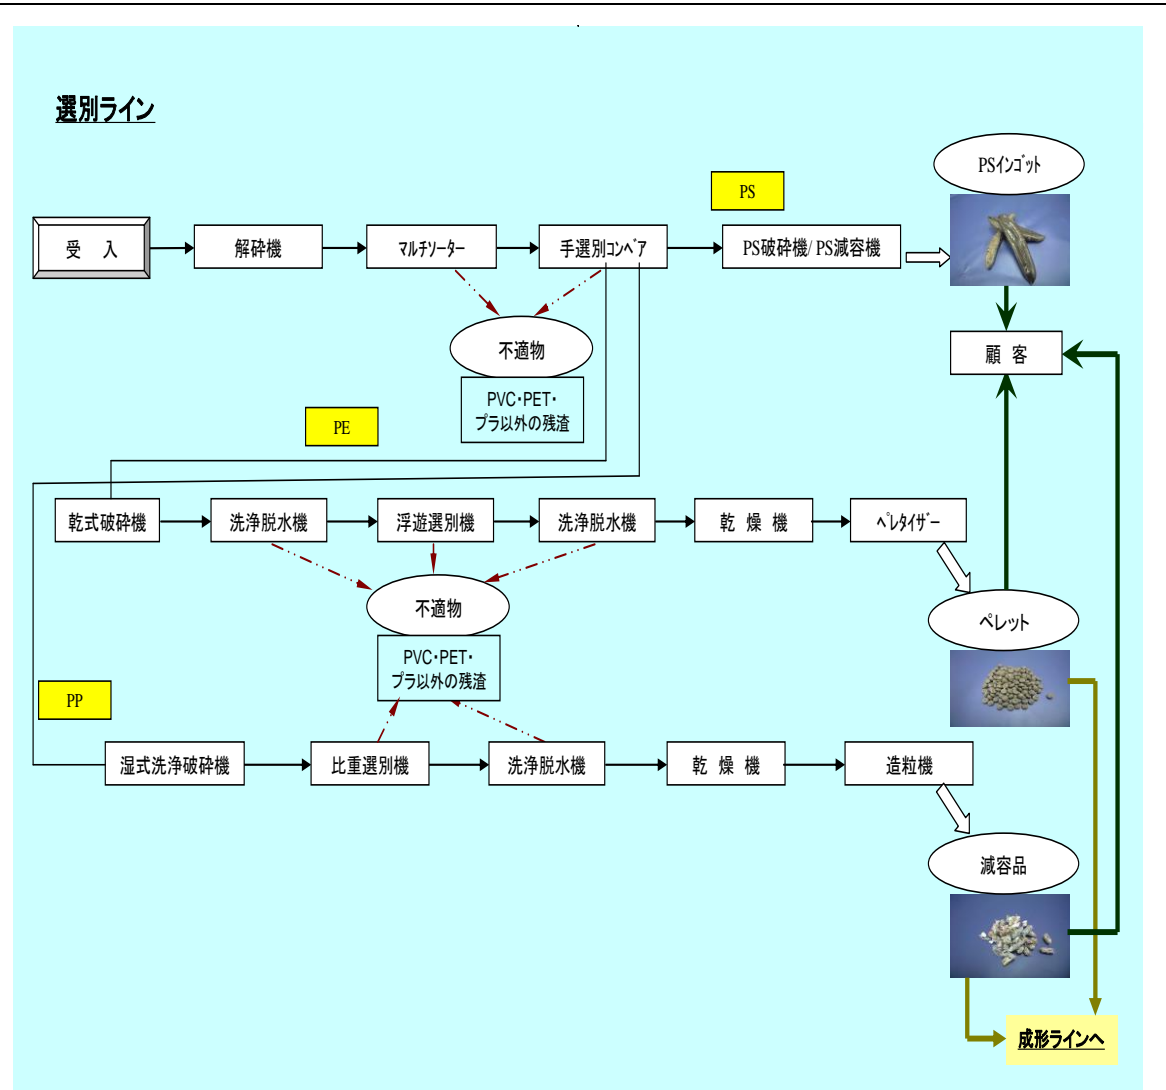 選別ライン
PSインゴット
PS
受 入
解砕機
マルチソーター
手選別コンベア
PS破砕機/ PS減容機
不適物
顧 客
PVC・PET・
プラ以外の残渣
PE
乾式破砕機
洗浄脱水機
浮遊選別機
洗浄脱水機
乾 燥 機
ペレタイザー
不適物
ペレット
PVC・PET・
プラ以外の残渣
PP
湿式洗浄破砕機
比重選別機
洗浄脱水機
乾 燥 機
造粒機
減容品
成形ラインへ